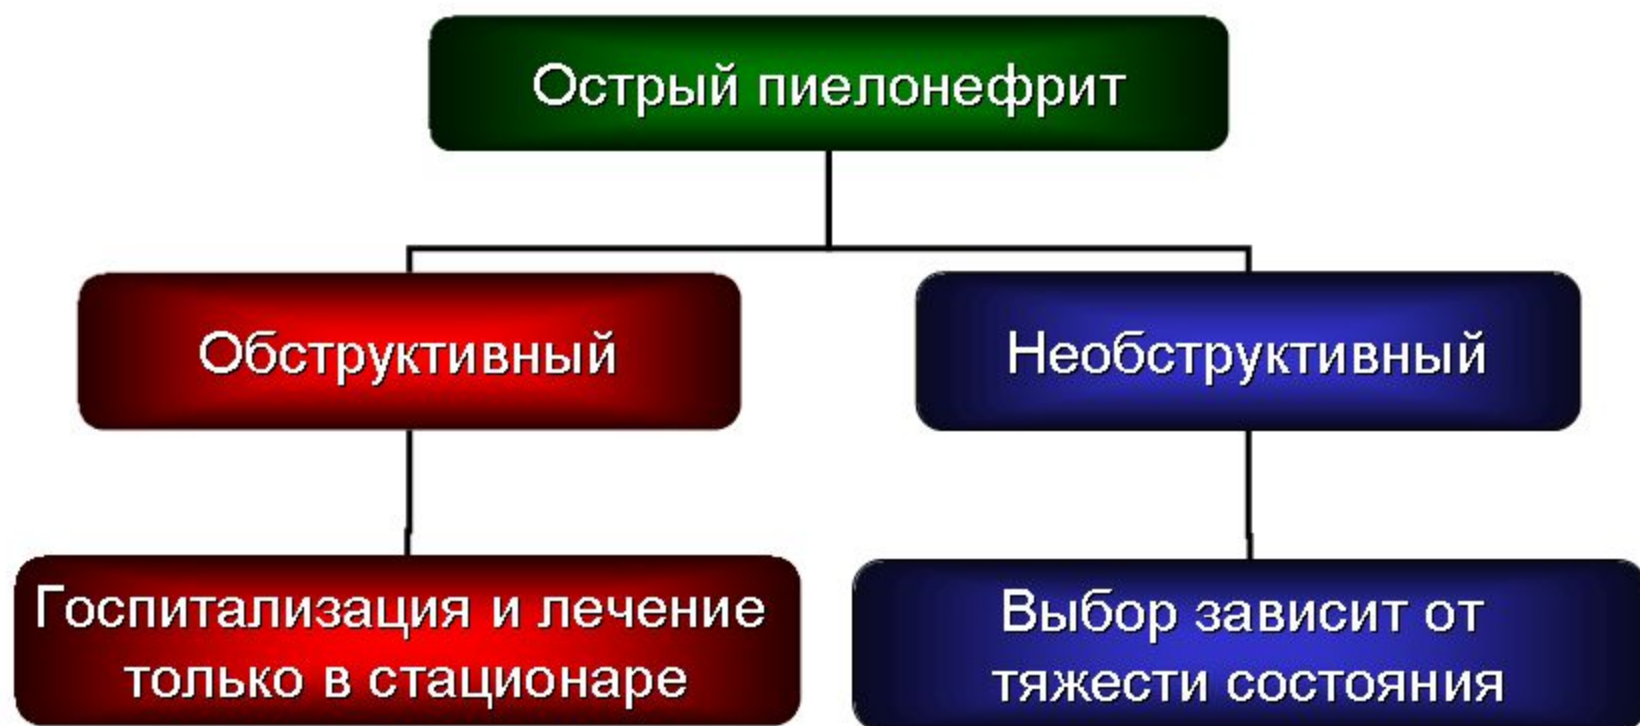 Острый пиелонефрит
Обструктивный
Необструктивный
Госпитализация и лечение
только в стационаре
Выбор зависит от
тяжести состояния